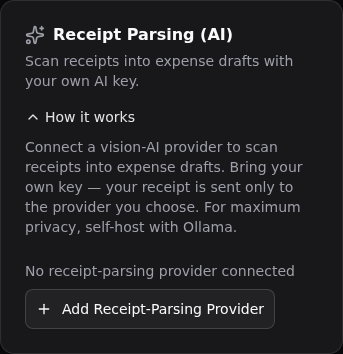 Receipt Parsing (AI)
Scan receipts into expense drafts with
your own AI key.
How it works
Connect a vision-AI provider to scan
receipts into expense drafts. Bring your
own key — your receipt is sent only to
the provider you choose. For maximum
privacy, self-host with Ollama.
No receipt-parsing provider connected
+ Add Receipt-Parsing Provider